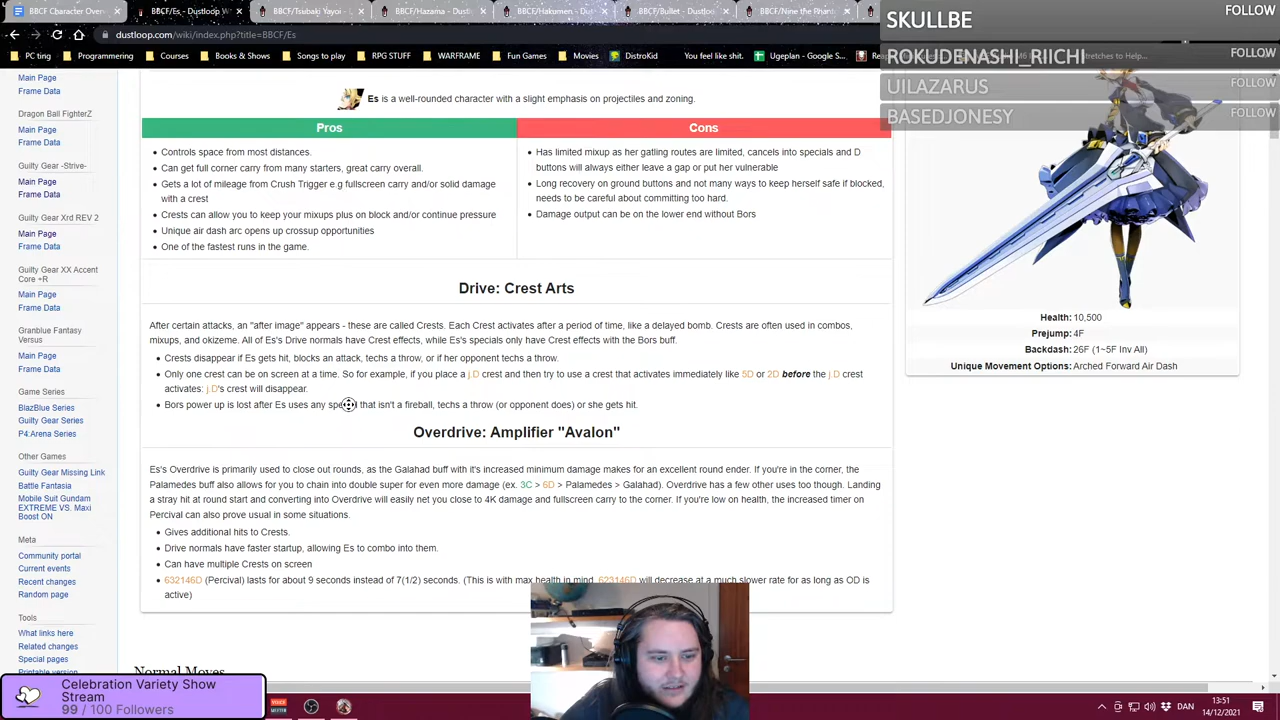 BBCF Character Over
BBCF/Es - Dustloop W
BBCF/Tsubaki Yayoi -
BBCF/Hazama - Dustl
BBCF/Hakumen - Dust
BBCF/Bullet - Dustloo
BBCF/Nine the Phant
SKULLBE
FOLLOW
dustloop.com/wiki/index.php?title=BBCF/Es
PC ting
Programmering
Courses
Books & Shows
Songs to play
RPG STUFF
WARFRAME
Fun Games
Movies
DistroKid
You feel like shit.
Ugeplan - Google S...
ROKUDENASHI_RIICHI
FOLLOW
UILAZARUS
FOLLOW
BASEDJONESY
FOLLOW
Main Page
Frame Data
Dragon Ball FighterZ
Main Page
Frame Data
Guilty Gear -Strive-
Main Page
Frame Data
Guilty Gear Xrd REV 2
Main Page
Frame Data
Guilty Gear XX Accent
Core +R
Main Page
Frame Data
Granblue Fantasy
Versus
Main Page
Frame Data
Game Series
BlazBlue Series
Guilty Gear Series
P4:Arena Series
Other Games
Guilty Gear Missing Link
Battle Fantasia
Mobile Suit Gundam
EXTREME VS. Maxi
Boost ON
Meta
Community portal
Current events
Recent changes
Random page
Tools
What links here
Related changes
Special pages
Printable version
Es is a well-rounded character with a slight emphasis on projectiles and zoning.
Pros
Controls space from most distances.
Can get full corner carry from many starters, great carry overall.
Gets a lot of mileage from Crush Trigger e.g fullscreen carry and/or solid damage
with a crest
Crests can allow you to keep your mixups plus on block and/or continue pressure
Unique air dash arc opens up crossup opportunities
One of the fastest runs in the game.
Cons
Has limited mixup as her gatling routes are limited, cancels into specials and D
buttons will always either leave a gap or put her vulnerable
Long recovery on ground buttons and not many ways to keep herself safe if blocked,
needs to be careful about committing too hard.
Damage output can be on the lower end without Bors
Drive: Crest Arts
After certain attacks, an "after image" appears - these are called Crests. Each Crest activates after a period of time, like a delayed bomb. Crests are often used in combos,
mixups, and okizeme. All of Es's Drive normals have Crest effects, while Es's specials only have Crest effects with the Bors buff.
Crests disappear if Es gets hit, blocks an attack, techs a throw, or if her opponent techs a throw.
Only one crest can be on screen at a time. So for example, if you place a j.D crest and then try to use a crest that activates immediately like 5D or 2D before the j.D crest
activates: j.D's crest will disappear.
Bors power up is lost after Es uses any that isn't a fireball, techs a throw (or opponent does) or she gets hit.
Overdrive: Amplifier "Avalon"
Es's Overdrive is primarily used to close out rounds, as the Galahad buff with it's increased minimum damage makes for an excellent round ender. If you're in the corner, the
Palamedes buff also allows for you to chain into double super for even more damage (ex. 3C > 6D > Palamedes > Galahad). Overdrive has a few other uses too though. Landing
a stray hit at round start and converting into Overdrive will easily net you close to 4K damage and fullscreen carry to the corner. If you're low on health, the increased timer on
Percival can also prove usual in some situations.
Gives additional hits to Crests.
Drive normals have faster startup, allowing Es to combo into them.
Can have multiple Crests on screen
632146D (Percival) lasts for about 9 seconds instead of 7(1/2) seconds. (This is with max health in mind, 623146D will decrease at a much slower rate for as long as OD is
active)
Normal Moves
Health: 10,500
Prejump: 4F
Backdash: 26F (1~5F Inv All)
Unique Movement Options: Arched Forward Air Dash
Celebration Variety Show
Stream
99 / 100 Followers
DAN
13:51
14/12/2021